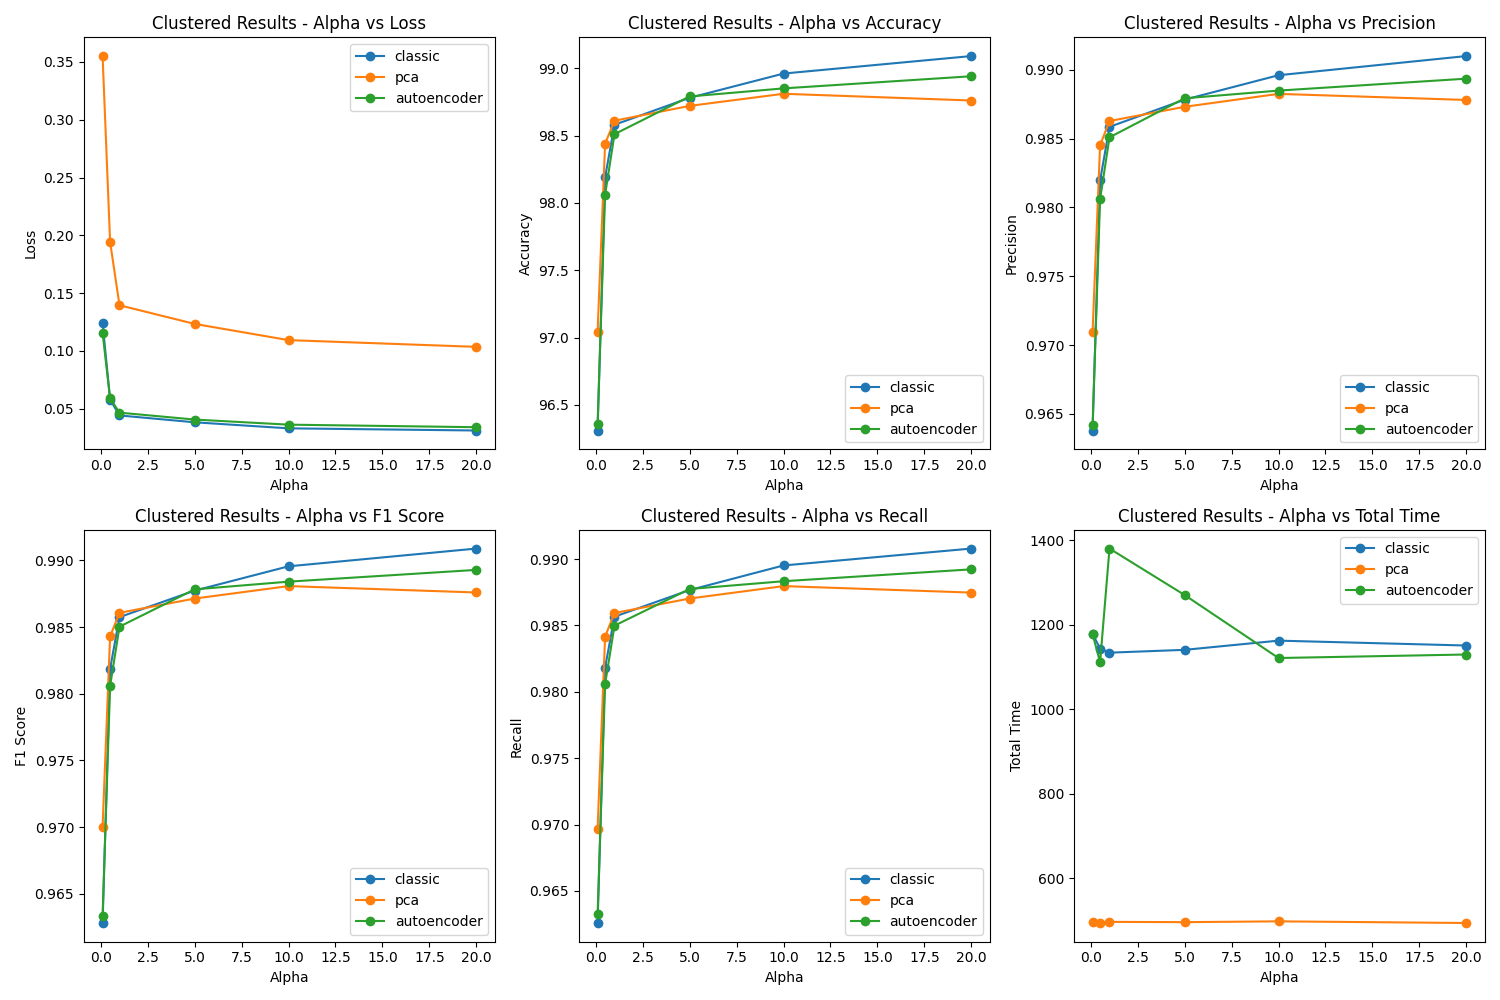 Clustered Results - Alpha vs Loss
0.35
0.30
0.25
0.20
0.15
0.10
0.05
Loss
0.0 2.5 5.0 7.5 10.0 12.5 15.0 17.5 20.0
Alpha
classic
pca
autoencoder
Clustered Results - Alpha vs Accuracy
99.0
98.5
98.0
97.5
97.0
96.5
Accuracy
0.0 2.5 5.0 7.5 10.0 12.5 15.0 17.5 20.0
Alpha
classic
pca
autoencoder
Clustered Results - Alpha vs Precision
0.990
0.985
0.980
0.975
0.970
0.965
Precision
0.0 2.5 5.0 7.5 10.0 12.5 15.0 17.5 20.0
Alpha
classic
pca
autoencoder
Clustered Results - Alpha vs F1 Score
0.990
0.985
0.980
0.975
0.970
0.965
F1 Score
0.0 2.5 5.0 7.5 10.0 12.5 15.0 17.5 20.0
Alpha
classic
pca
autoencoder
Clustered Results - Alpha vs Recall
0.990
0.985
0.980
0.975
0.970
0.965
Recall
0.0 2.5 5.0 7.5 10.0 12.5 15.0 17.5 20.0
Alpha
classic
pca
autoencoder
Clustered Results - Alpha vs Total Time
1400
1200
1000
800
600
Total Time
0.0 2.5 5.0 7.5 10.0 12.5 15.0 17.5 20.0
Alpha
classic
pca
autoencoder